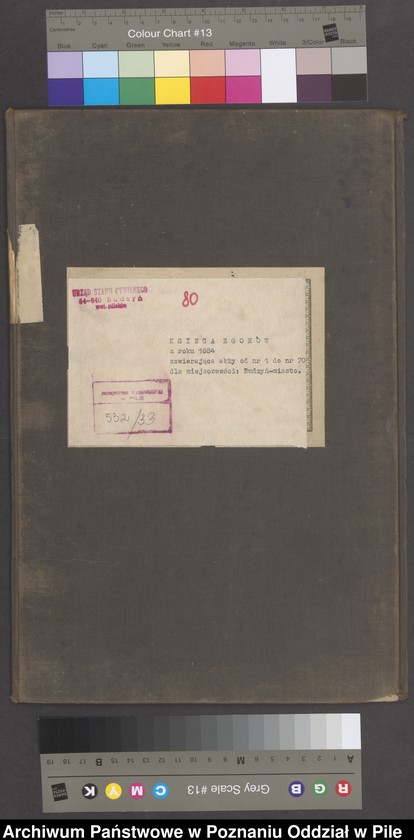 Inches
Centimetres
Colour Chart #13
Blue Cyan Green Yellow Red Magenta White 3/Color Black
URZĄD STANU CYWILNEGO
64-840 Budzyń
woj. pilskie
80
KSIĘGA ZGONÓW
z roku 1884
zawierająca akty od nr 1 do nr 70
dla miejscowości: Budzyń-miasto.
532/33
A 1 2 3 4 5 6 M 8 9 10 11 12 13 14 15 B 17 18 19
R G B Grey Scale #13 C M Y K
Archiwum Państwowe w Poznaniu Oddział w Pile